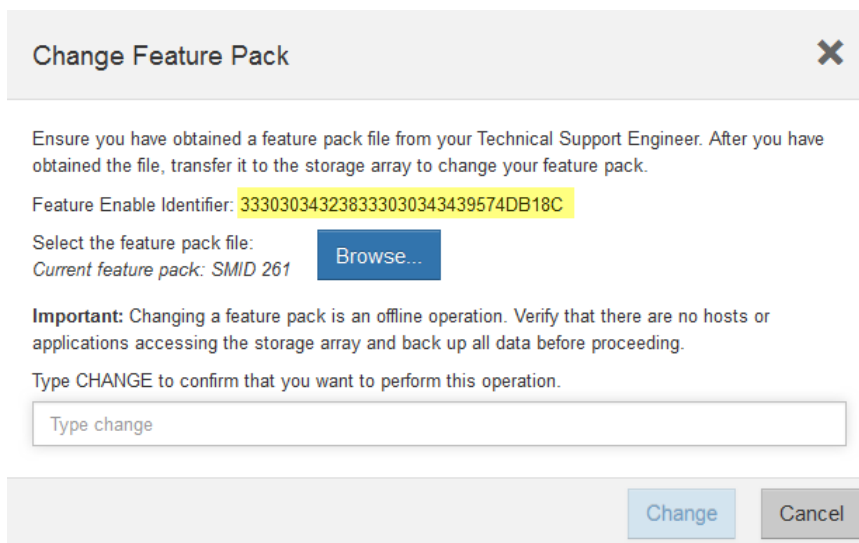 Change Feature Pack
Ensure you have obtained a feature pack file from your Technical Support Engineer. After you have
obtained the file, transfer it to the storage array to change your feature pack.
Feature Enable Identifier: 333030343238333030343439574DB18C
Select the feature pack file:
Current feature pack: SMID 261
Browse...
Important: Changing a feature pack is an offline operation. Verify that there are no hosts or
applications accessing the storage array and back up all data before proceeding.
Type CHANGE to confirm that you want to perform this operation.
Type change
Change
Cancel